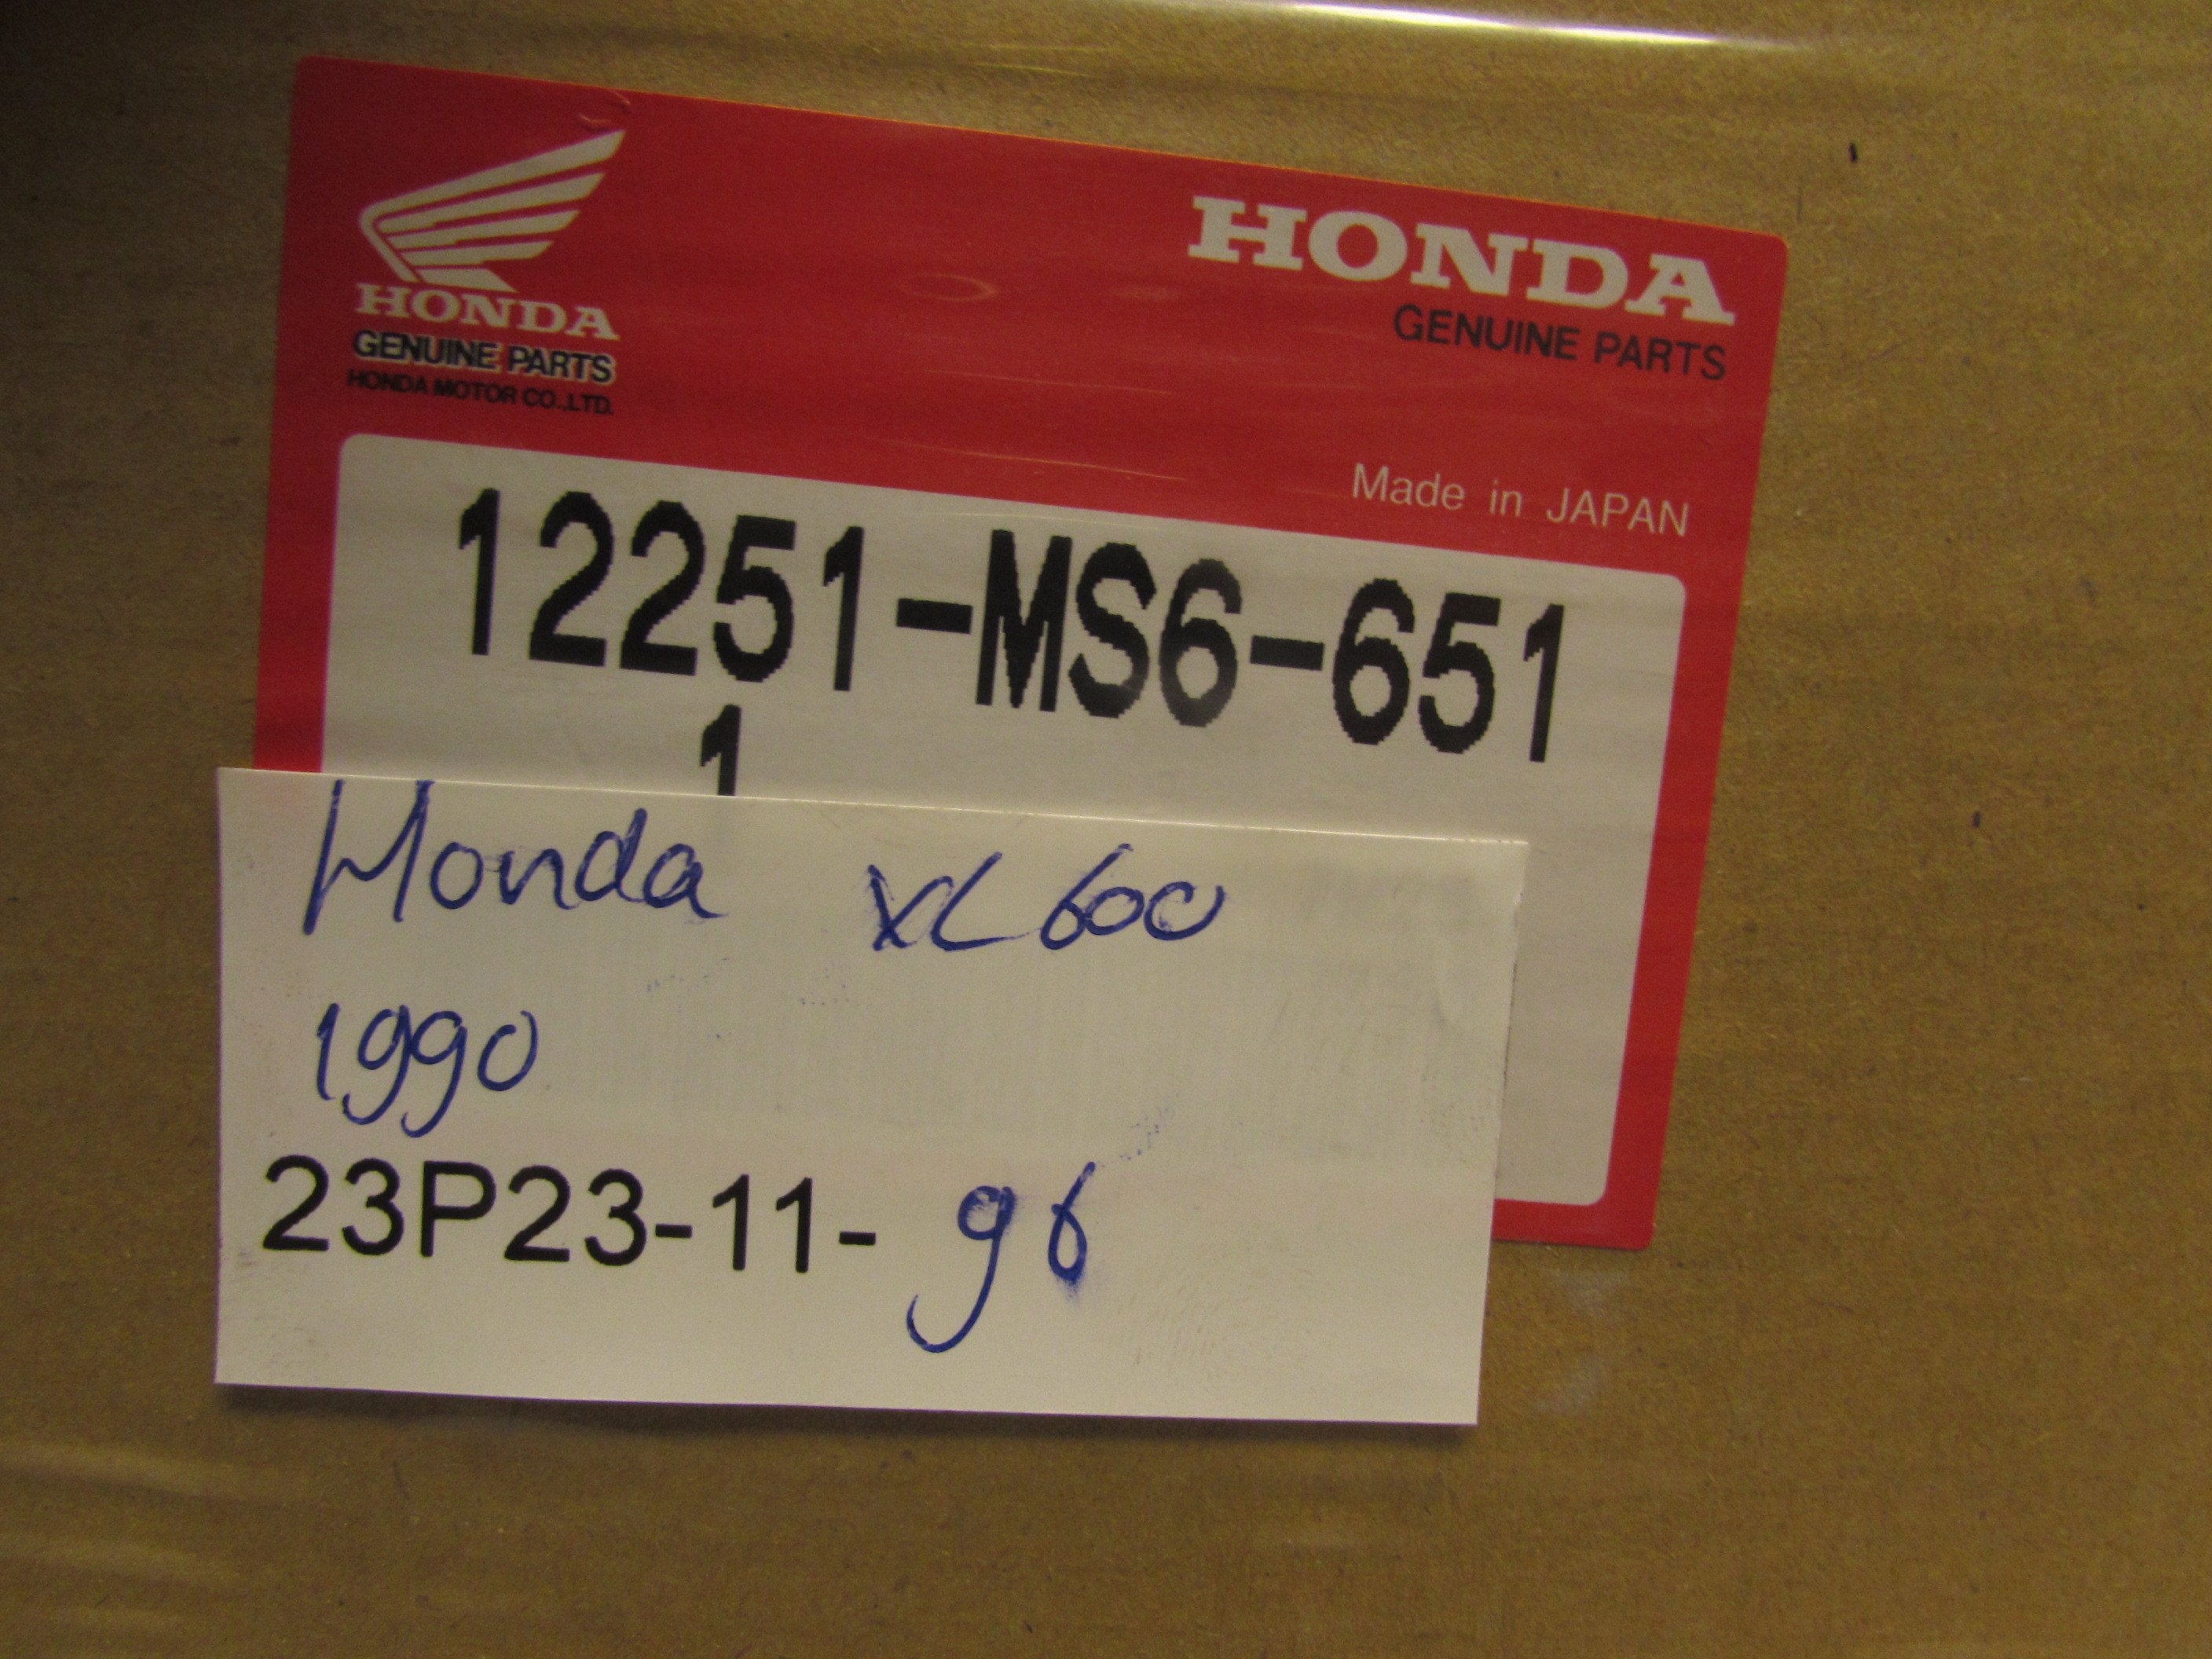 HONDA
GENUINE PARTS
HONDA MOTOR CO.,LTD.
HONDA
GENUINE PARTS
Made in JAPAN
12251-MS6-651
1
Honda XL600
1990
23P23-11-96